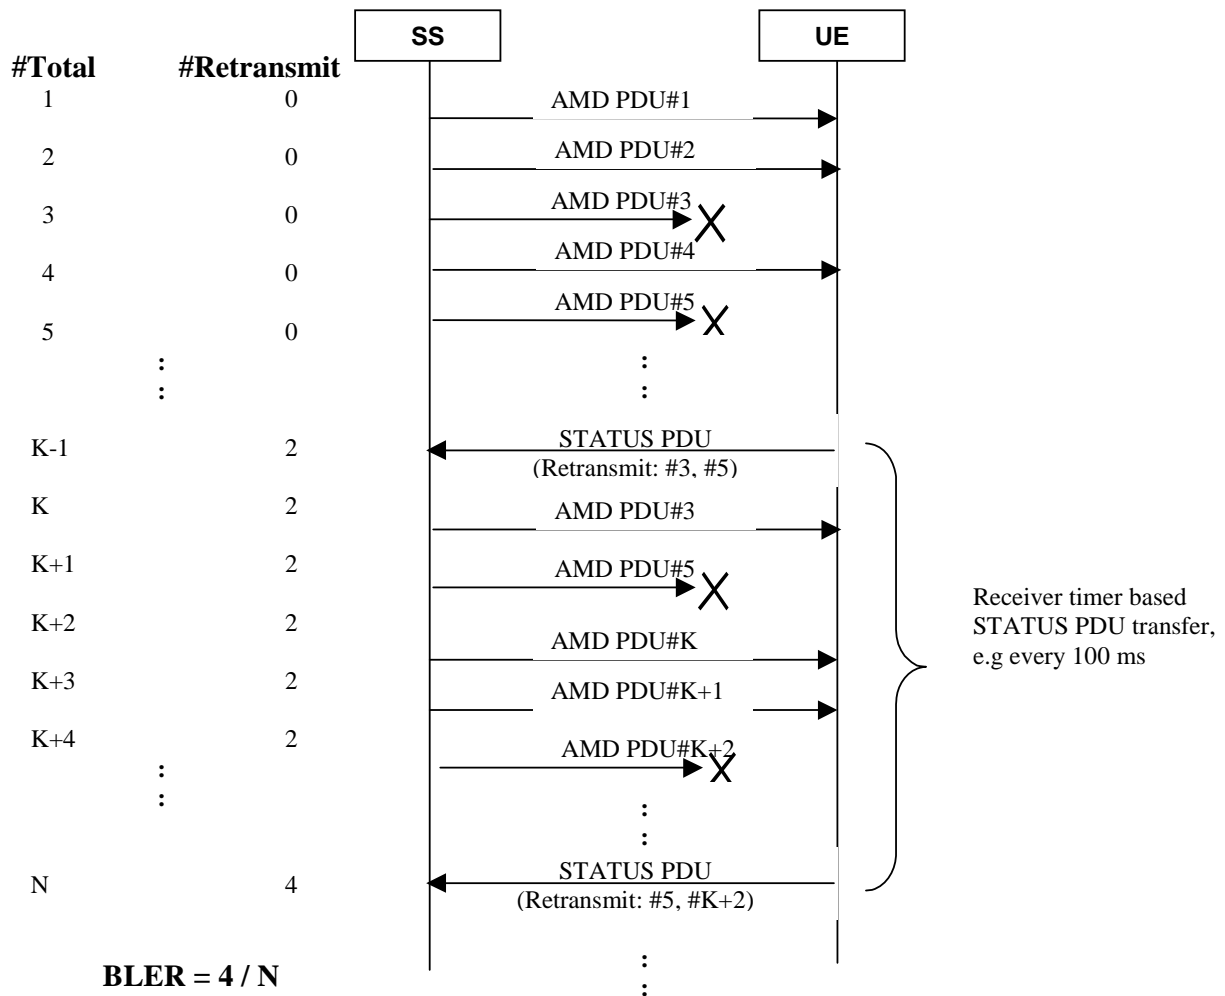 SS UE
#Total #Retransmit
1 0 AMD PDU#1
2 0 AMD PDU#2
3 0 AMD PDU#3
4 0 AMD PDU#4
5 0 AMD PDU#5
: :
: :
K-1 2 STATUS PDU
(Retransmit: #3, #5)
K 2 AMD PDU#3
K+1 2 AMD PDU#5
K+2 2 AMD PDU#K
K+3 2 AMD PDU#K+1
K+4 2 AMD PDU#K+2
: :
: :
N 4 STATUS PDU
(Retransmit: #5, #K+2)
Receiver timer based
STATUS PDU transfer,
e.g every 100 ms
BLER = 4 / N
:
: